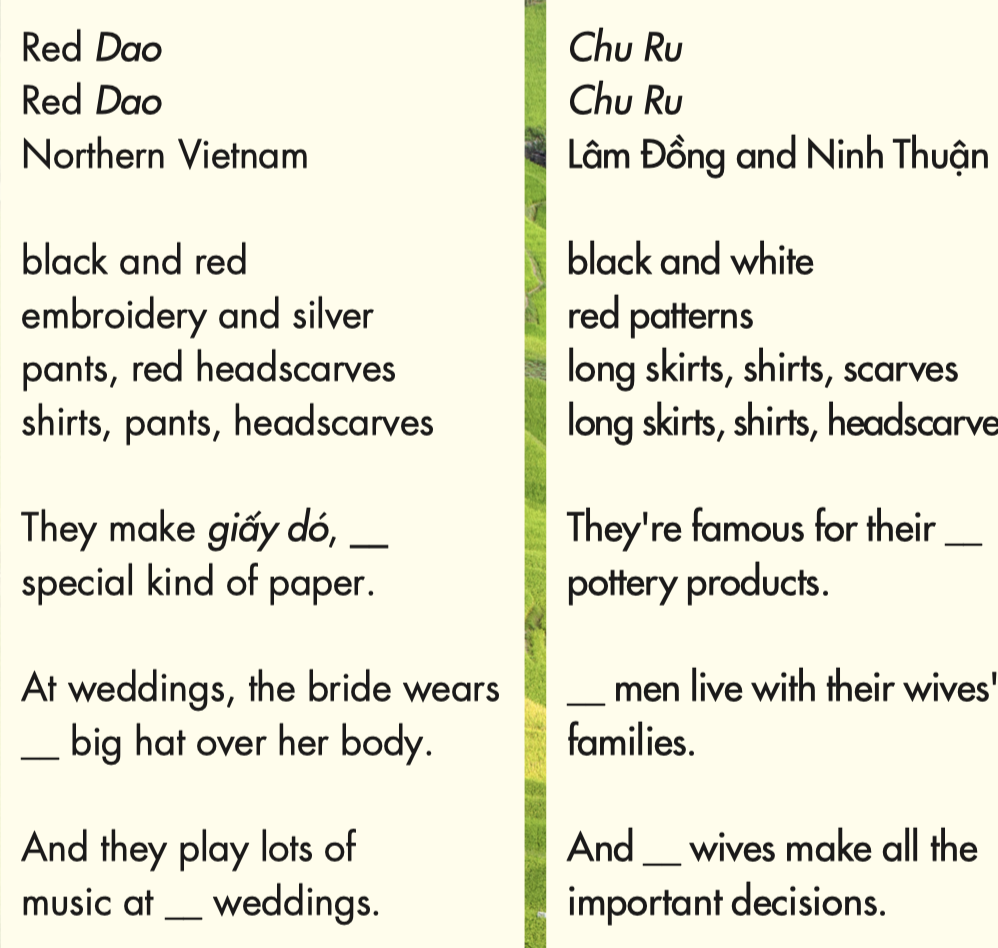 Red Dao
Red Dao
Northern Vietnam
black and red
embroidery and silver
pants, red headscarves
shirts, pants, headscarves
They make giấy dó, __
special kind of paper.
At weddings, the bride wears
__ big hat over her body.
And they play lots of
music at __ weddings.
Chu Ru
Chu Ru
Lâm Đồng and Ninh Thuận
black and white
red patterns
long skirts, shirts, scarves
long skirts, shirts, headscarve
They're famous for their __
pottery products.
__ men live with their wives'
families.
And __ wives make all the
important decisions.